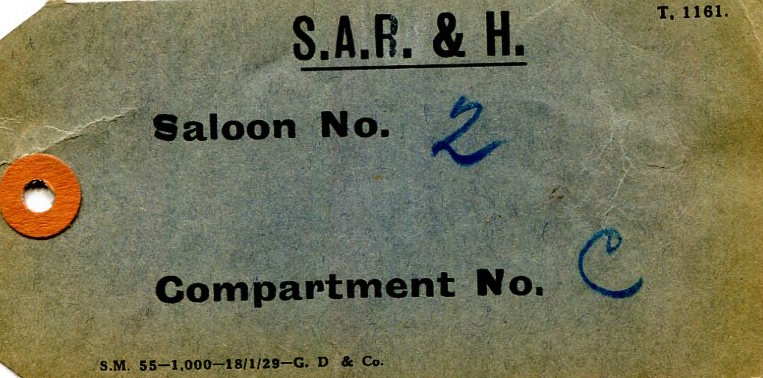 T. 1161.
S.A.R. & H.
Saloon No. 2
Compartment No. C
S.M. 55—1,000—18/1/29—G. D & Co.